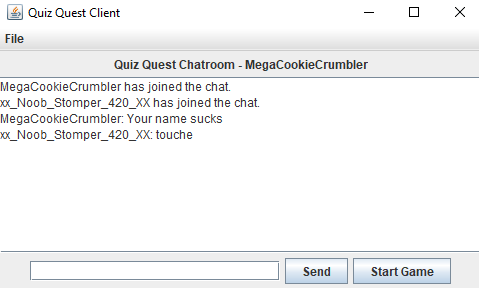 Quiz Quest Client
File
Quiz Quest Chatroom - MegaCookieCrumbler
MegaCookieCrumbler has joined the chat.
xx_Noob_Stomper_420_XX has joined the chat.
MegaCookieCrumbler: Your name sucks
xx_Noob_Stomper_420_XX: touche
Send Start Game